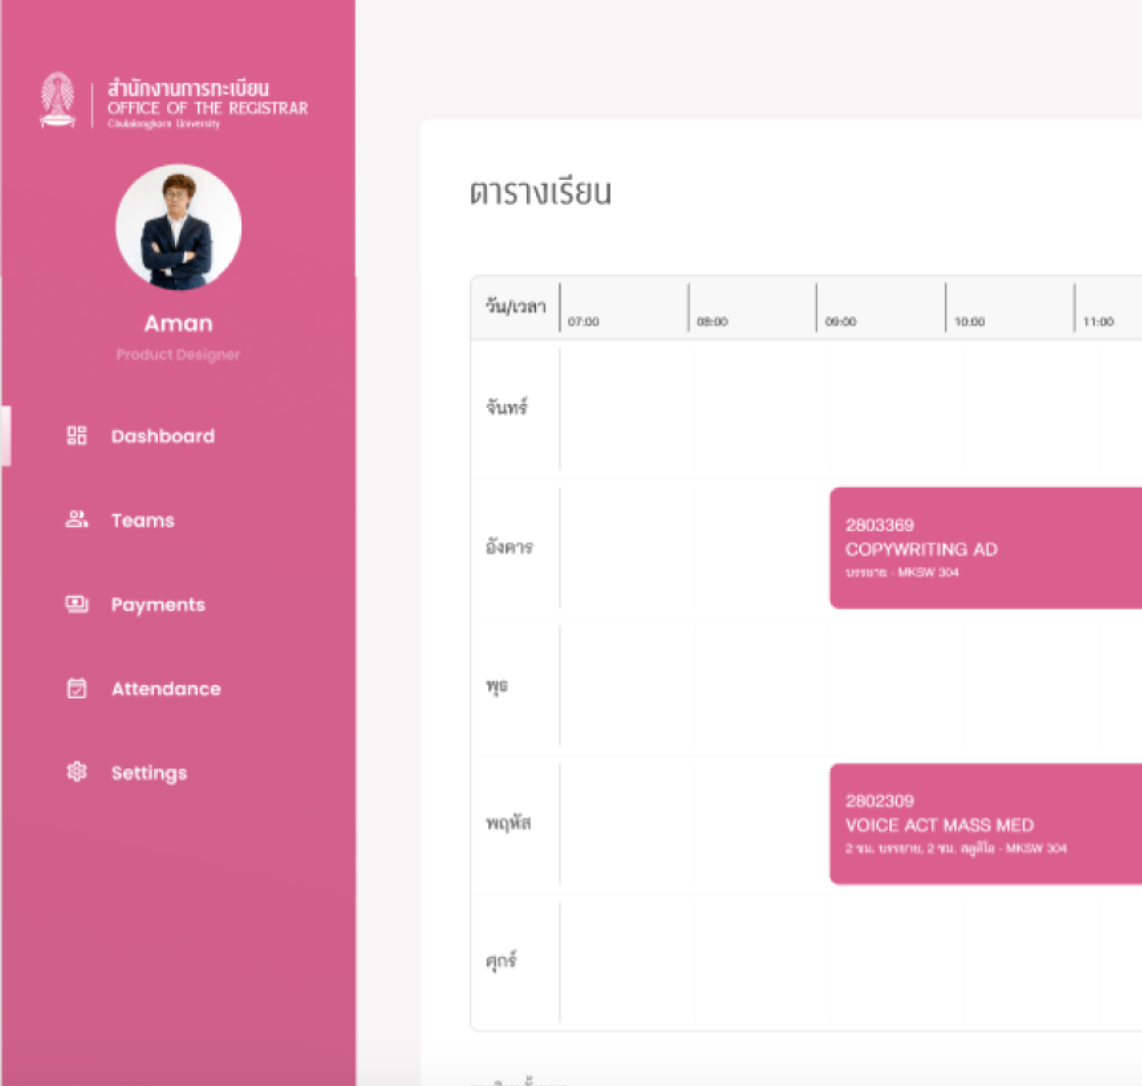 สำนักงานการทะเบียน
OFFICE OF THE REGISTRAR
Chulalongkorn University
Aman
Product Designer
Dashboard
Teams
Payments
Attendance
Settings
ตารางเรียน
วัน/เวลา
07:00
08:00
09:00
10:00
11:00
จันทร์
อังคาร
2803369
COPYWRITING AD
บรรยาย - MKSW 304
พุธ
พฤหัส
2802309
VOICE ACT MASS MED
2 ชม. บรรยาย, 2 ชม. สตูดิโอ - MKSW 304
ศุกร์